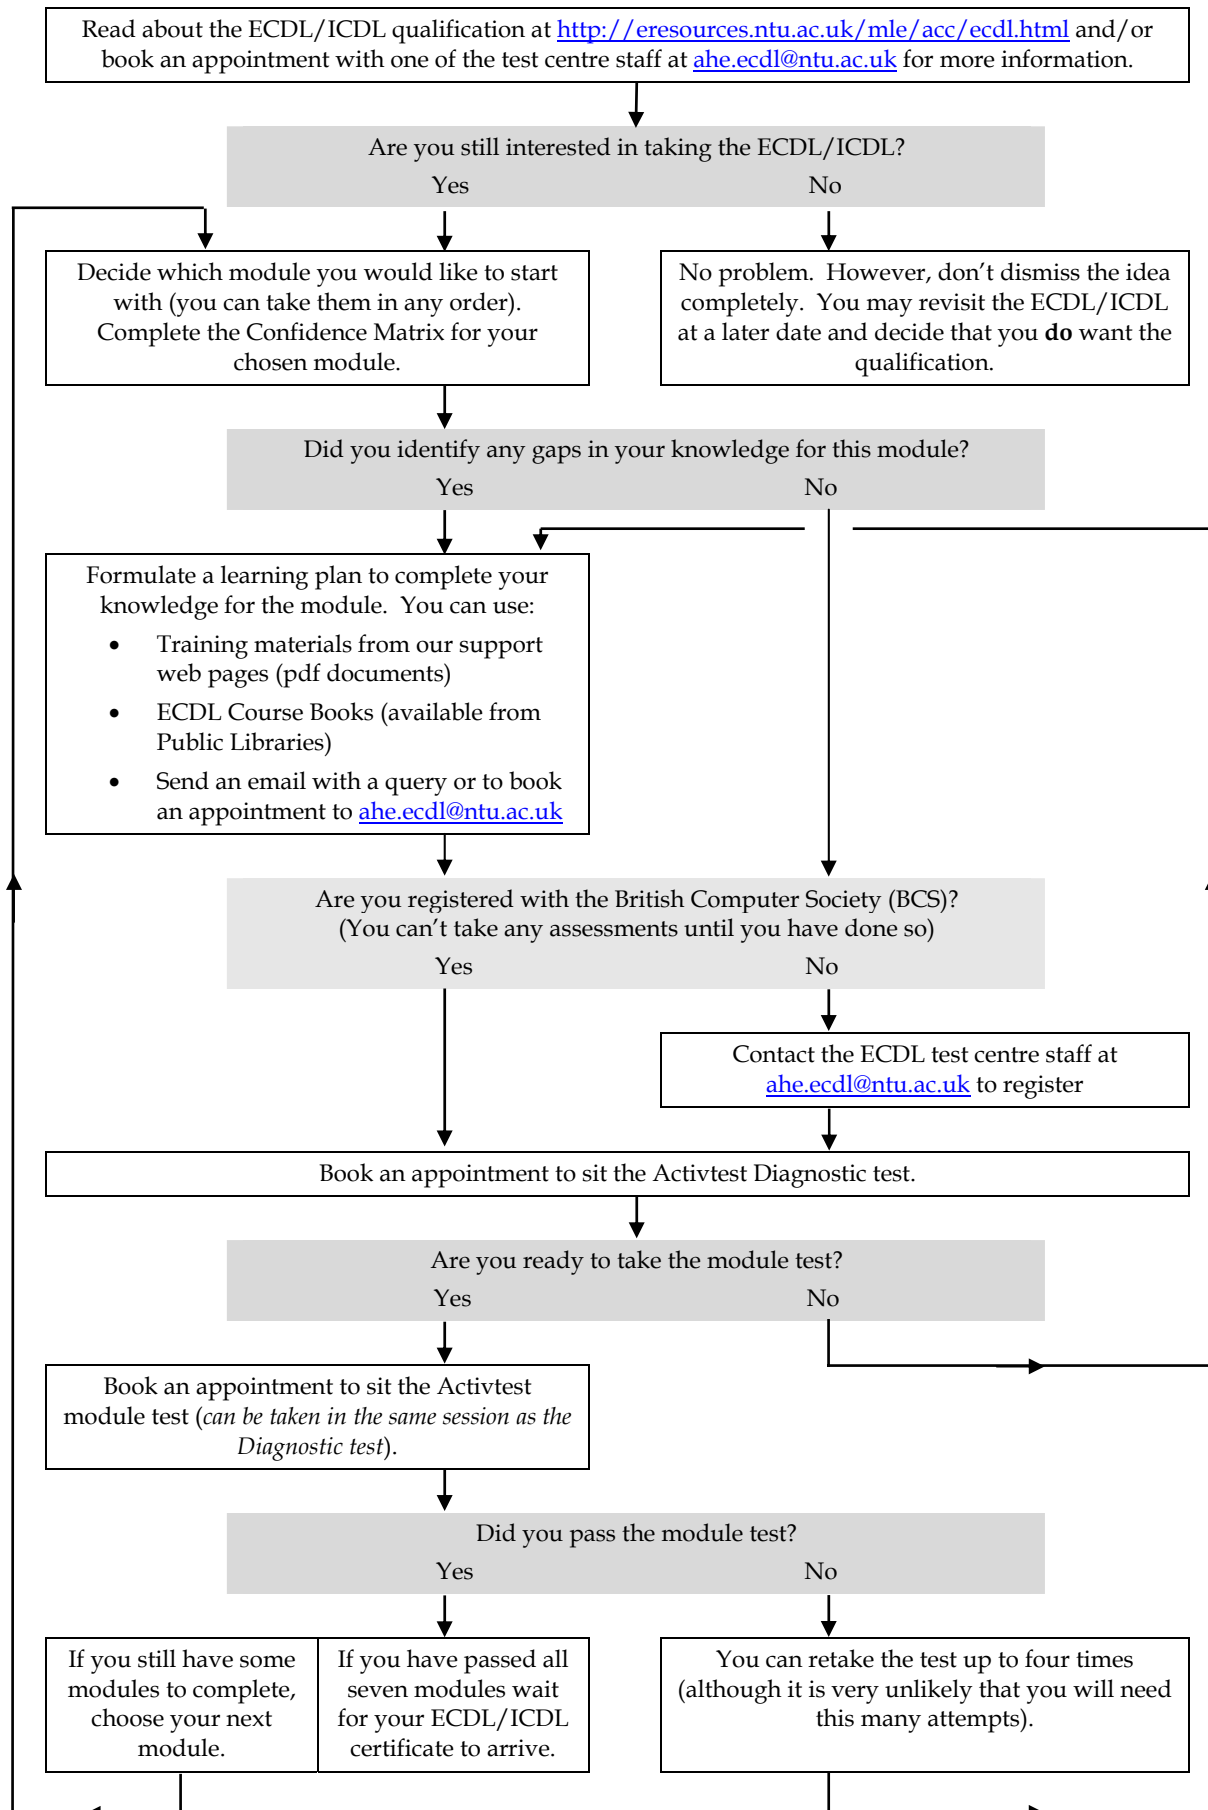 Read about the ECDL/ICDL qualification at http://eresources.ntu.ac.uk/mle/acc/ecdl.html and/or
book an appointment with one of the test centre staff at ahe.ecdl@ntu.ac.uk for more information.
Are you still interested in taking the ECDL/ICDL?
Yes No
Decide which module you would like to start
with (you can take them in any order).
Complete the Confidence Matrix for your
chosen module.
No problem. However, don't dismiss the idea
completely. You may revisit the ECDL/ICDL
at a later date and decide that you do want the
qualification.
Did you identify any gaps in your knowledge for this module?
Yes No
Formulate a learning plan to complete your
knowledge for the module. You can use:
• Training materials from our support
web pages (pdf documents)
• ECDL Course Books (available from
Public Libraries)
• Send an email with a query or to book
an appointment to ahe.ecdl@ntu.ac.uk
Are you registered with the British Computer Society (BCS)?
(You can't take any assessments until you have done so)
Yes No
Contact the ECDL test centre staff at
ahe.ecdl@ntu.ac.uk to register
Book an appointment to sit the Activtest Diagnostic test.
Are you ready to take the module test?
Yes No
Book an appointment to sit the Activtest
module test (can be taken in the same session as the
Diagnostic test).
Did you pass the module test?
Yes No
If you still have some
modules to complete,
choose your next
module.
If you have passed all
seven modules wait
for your ECDL/ICDL
certificate to arrive.
You can retake the test up to four times
(although it is very unlikely that you will need
this many attempts).